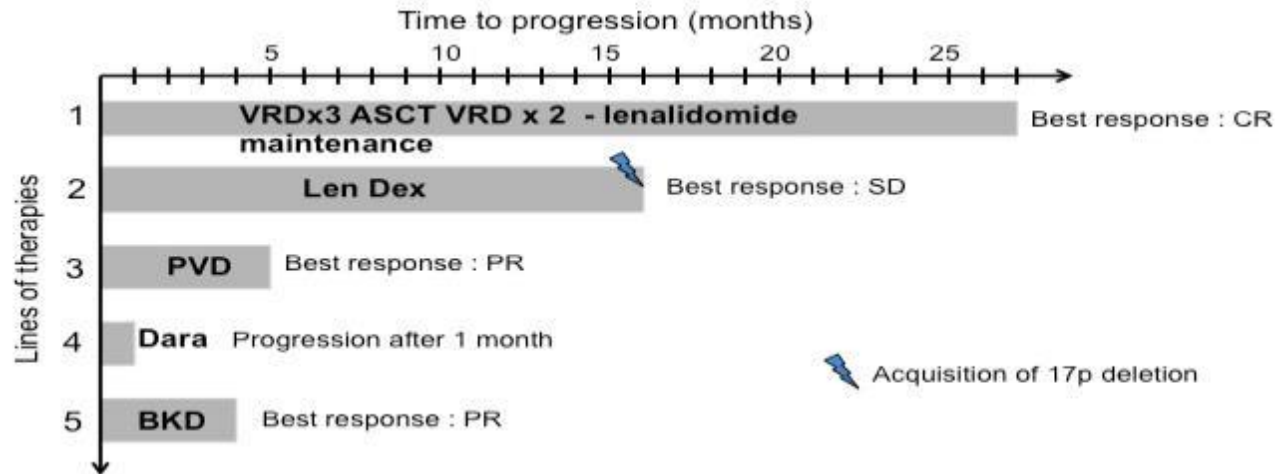 Time to progression (months)
5 10 15 20 25
Lines of therapies
1 VRDx3 ASCT VRD x 2 - lenalidomide
maintenance
Best response : CR
2 Len Dex Best response : SD
3 PVD Best response : PR
4 Dara Progression after 1 month
Acquisition of 17p deletion
5 BKD Best response : PR